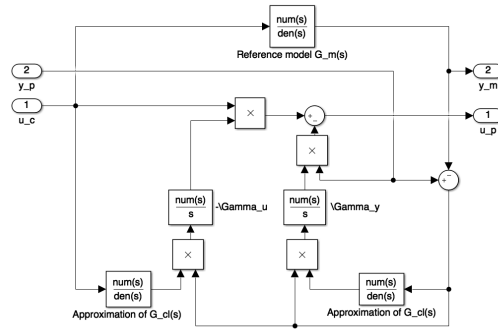 num(s)
den(s)
Reference model G_m(s)
2
y_p
2
y_m
1
u_c
×
+
−
1
u_p
×
+
−
num(s)
s
-\Gamma_u
num(s)
s
\Gamma_y
×
×
num(s)
den(s)
Approximation of G_cl(s)
num(s)
den(s)
Approximation of G_cl(s)